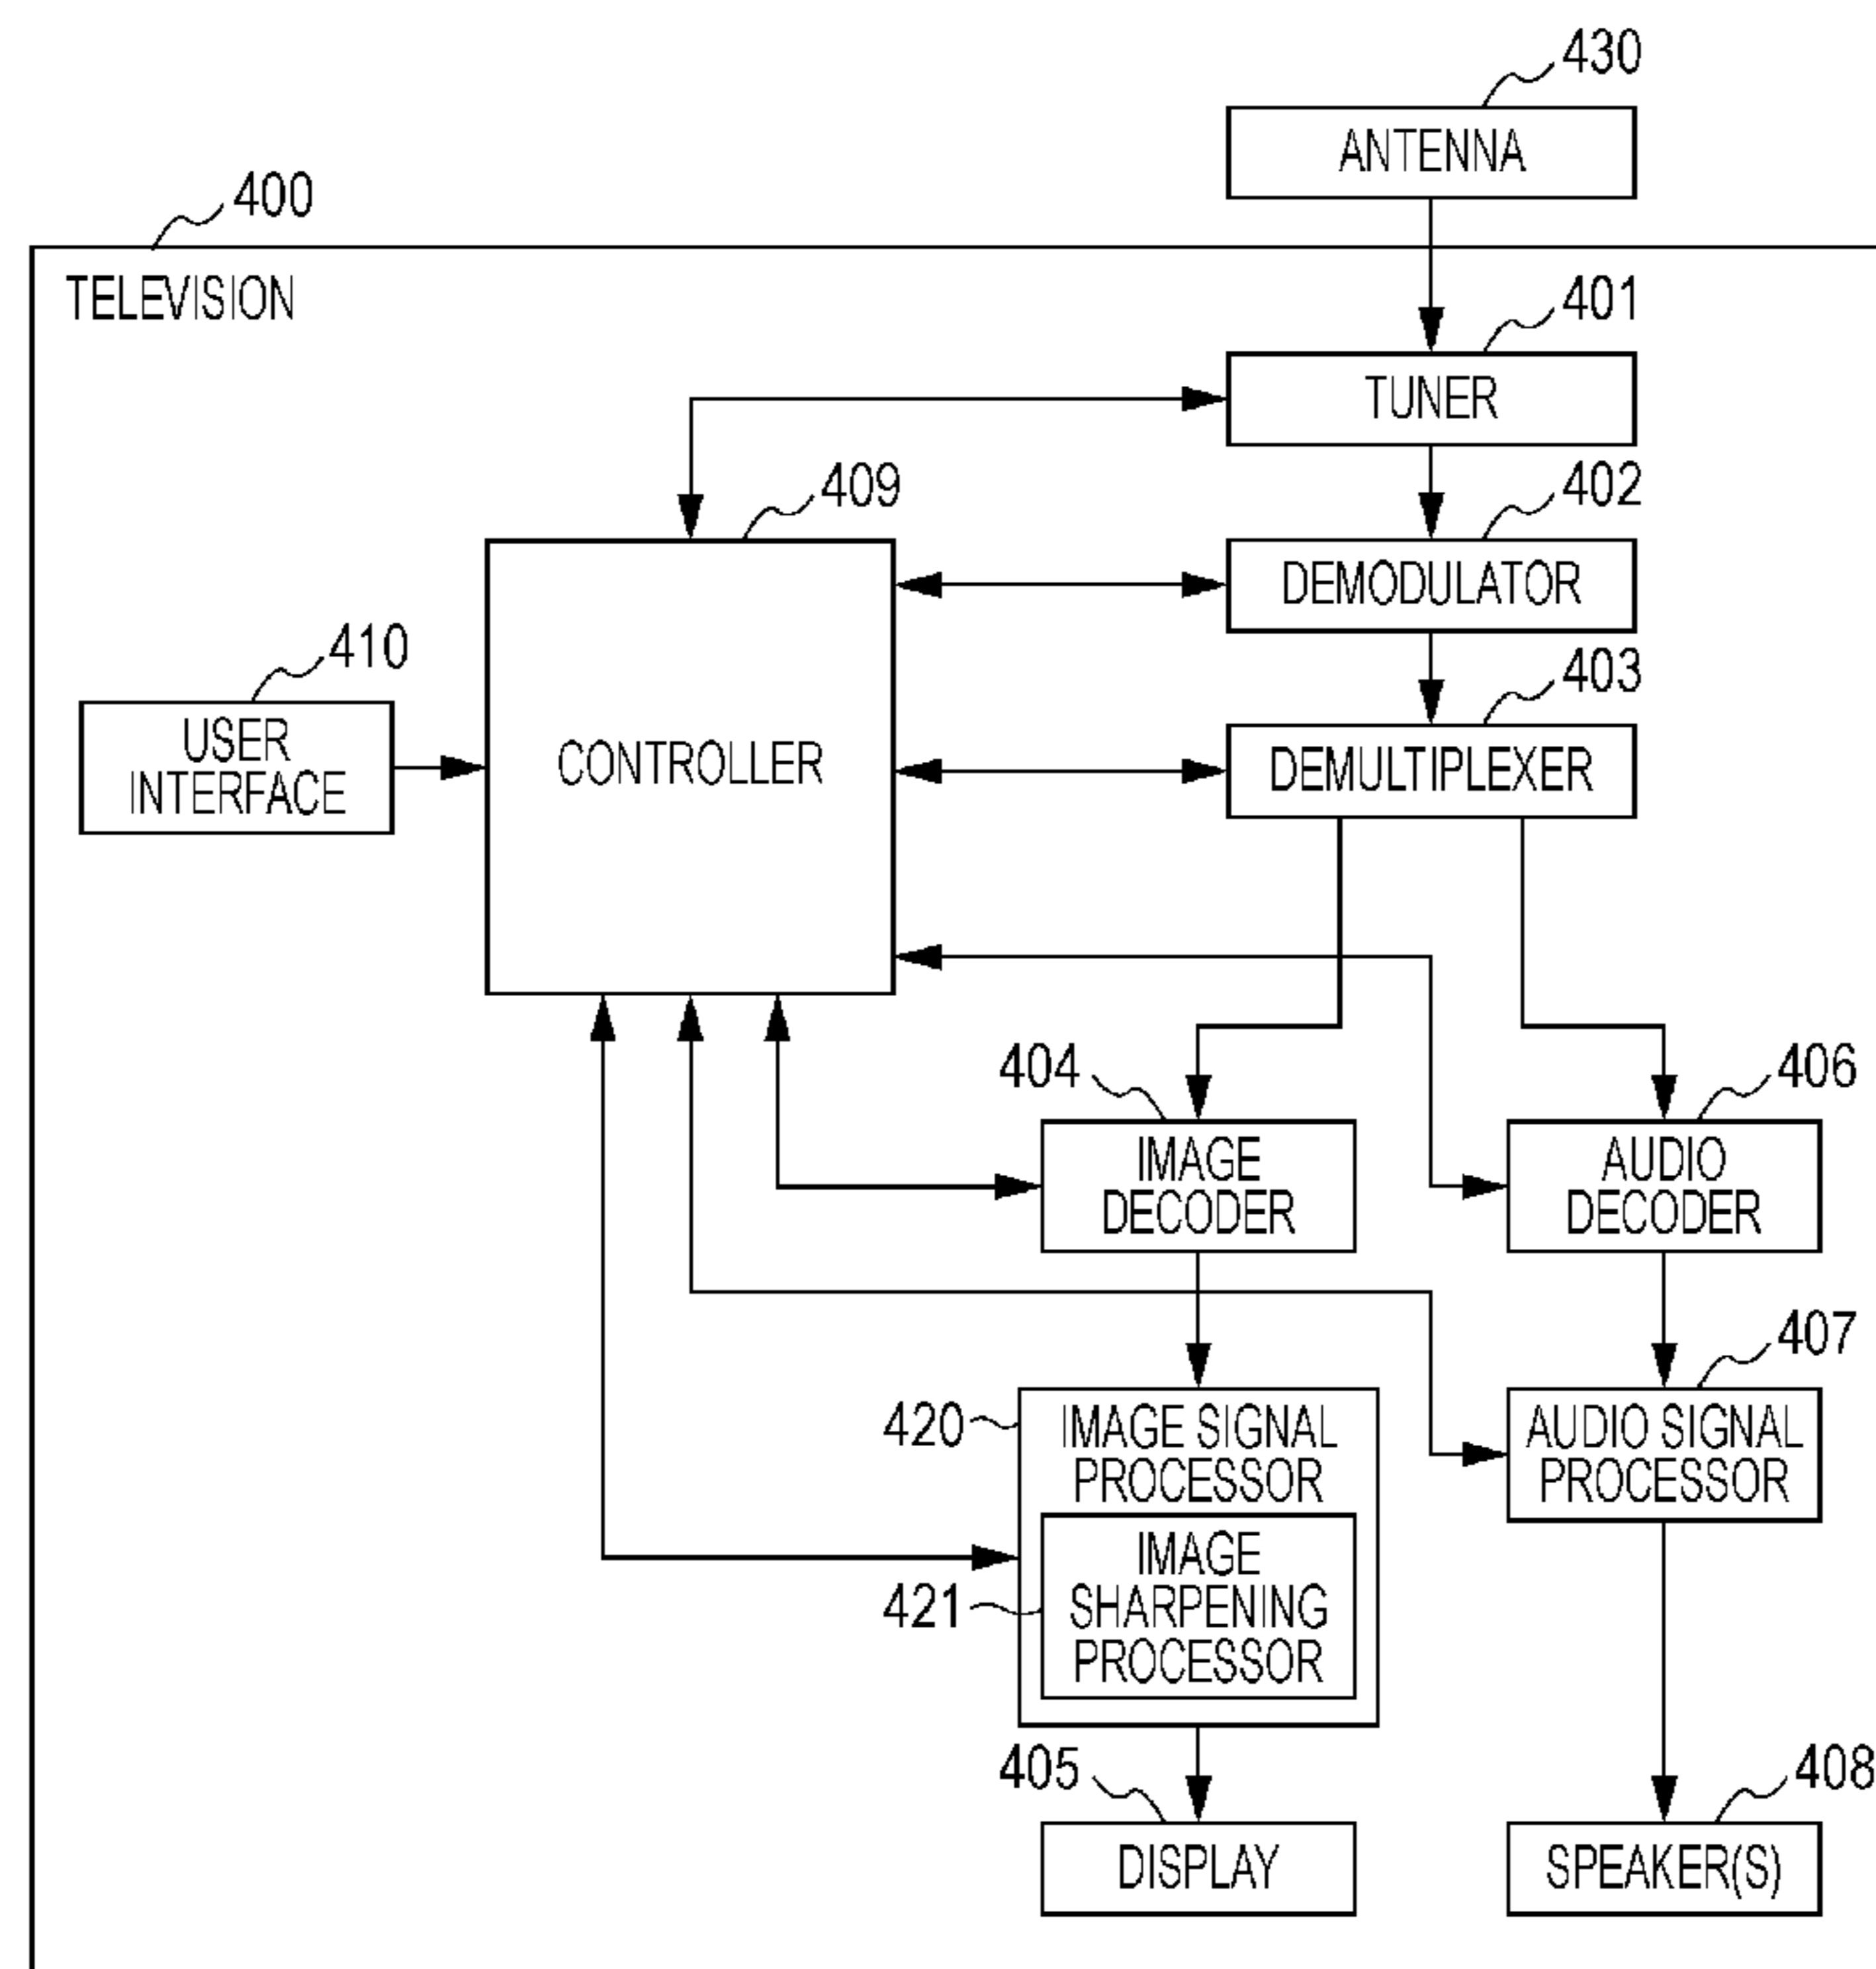 430
ANTENNA
400
TELEVISION
401
TUNER
409
402
DEMODULATOR
410
403
USER
INTERFACE
CONTROLLER
DEMULTIPLEXER
404
406
IMAGE
DECODER
AUDIO
DECODER
407
420
IMAGE SIGNAL
PROCESSOR
AUDIO SIGNAL
PROCESSOR
421
IMAGE
SHARPENING
PROCESSOR
405
408
DISPLAY
SPEAKER(S)